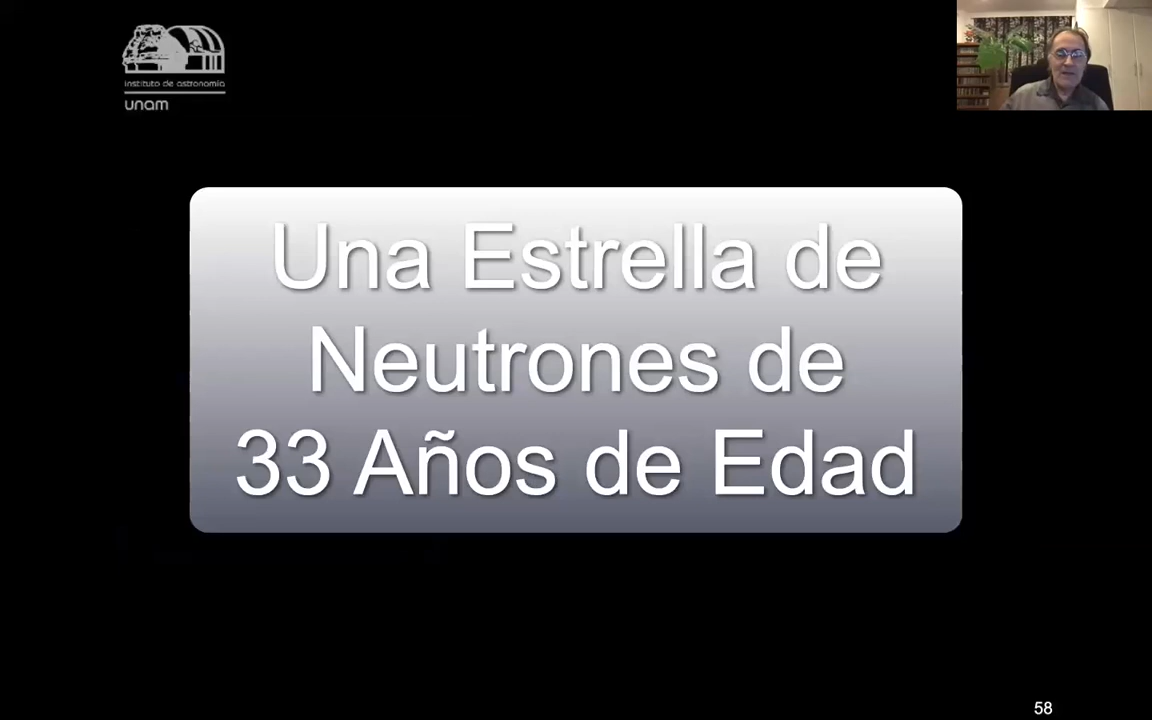 instituto de astronomía
unam
Una Estrella de
Neutrones de
33 Años de Edad
58